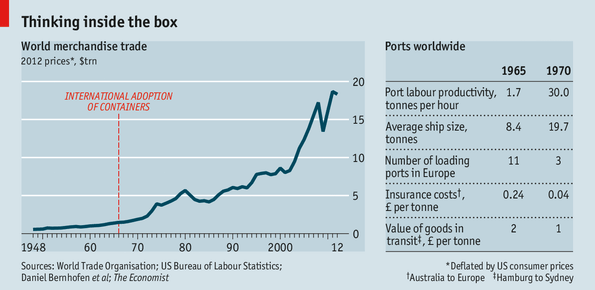 Thinking inside the box
World merchandise trade
2012 prices*, $trn
INTERNATIONAL ADOPTION
OF CONTAINERS
20
15
10
5
0
1948 60 70 80 90 2000 12
Ports worldwide
1965 1970
Port labour productivity, 1.7 30.0
tonnes per hour
Average ship size, 8.4 19.7
tonnes
Number of loading 11 3
ports in Europe
Insurance costs†, 0.24 0.04
£ per tonne
Value of goods in 2 1
transit‡, £ per tonne
Sources: World Trade Organisation; US Bureau of Labour Statistics;
Daniel Bernhofen et al; The Economist
*Deflated by US consumer prices
†Australia to Europe ‡Hamburg to Sydney